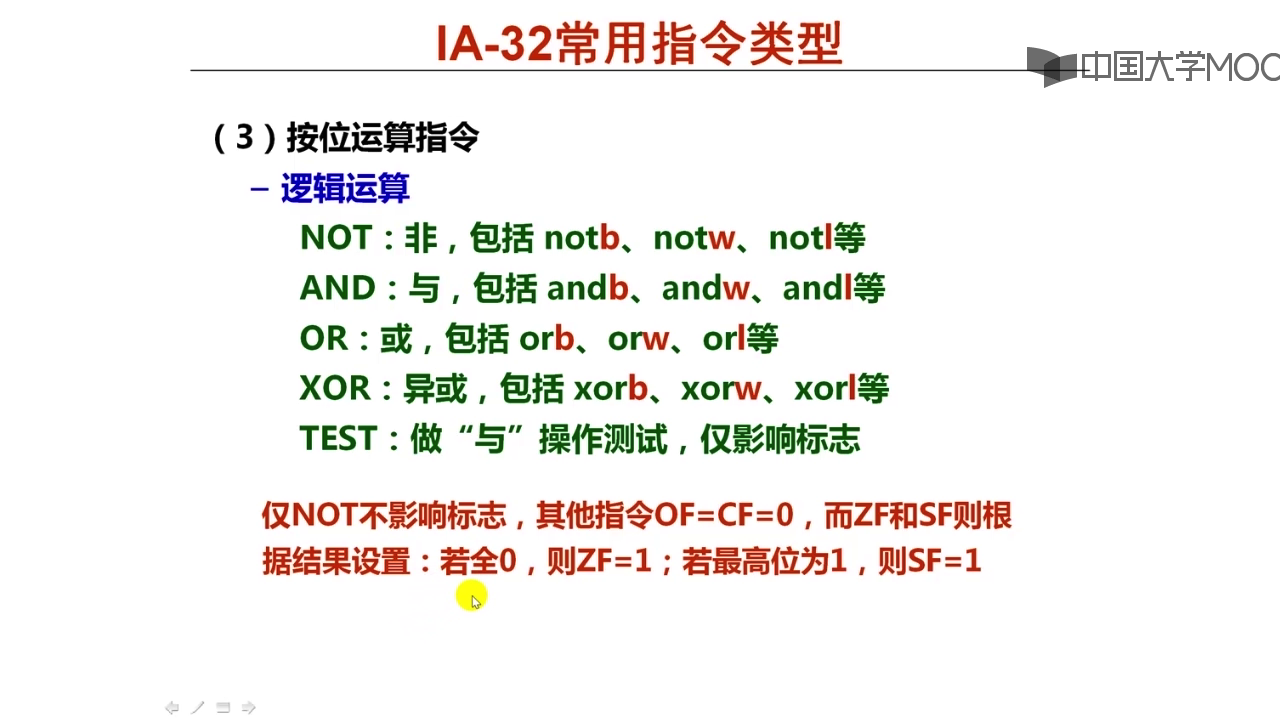 IA-32常用指令类型
中国大学MOO
（3）按位运算指令
– 逻辑运算
NOT：非，包括 notb、notw、notl等
AND：与，包括 andb、andw、andl等
OR：或，包括 orb、orw、orl等
XOR：异或，包括 xorb、xorw、xorl等
TEST：做“与”操作测试，仅影响标志
仅NOT不影响标志，其他指令OF=CF=0，而ZF和SF则根
据结果设置：若全0，则ZF=1；若最高位为1，则SF=1